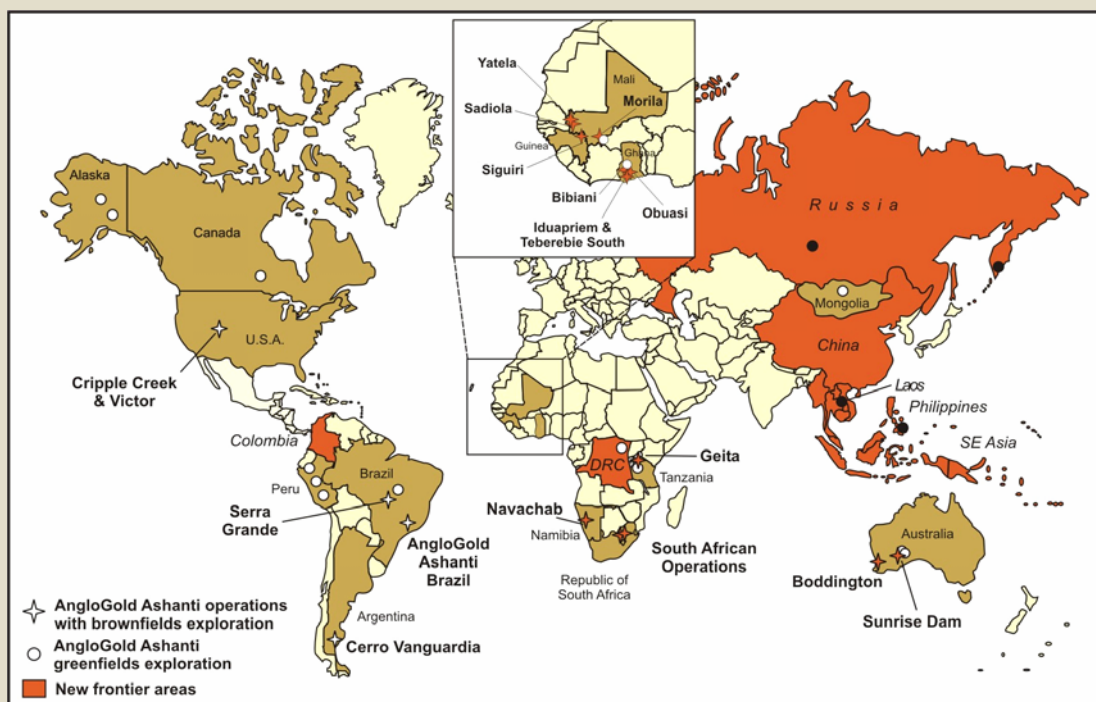 Yatela
Sadiola
Mali
Morila
Guinea
Siguiri
Ghana
Bibiani
Obuasi
Iduapriem &
Teberebie South
Alaska
Canada
U.S.A.
Cripple Creek
& Victor
Russia
Mongolia
China
Laos
Philippines
SE Asia
Colombia
Peru
Brazil
Serra
Grande
AngloGold
Ashanti
Brazil
Argentina
Cerro Vanguardia
DRC
Geita
Tanzania
Navachab
Namibia
South African
Operations
Republic of
South Africa
Australia
Boddington
Sunrise Dam
AngloGold Ashanti operations
with brownfields exploration
AngloGold Ashanti
greenfields exploration
New frontier areas